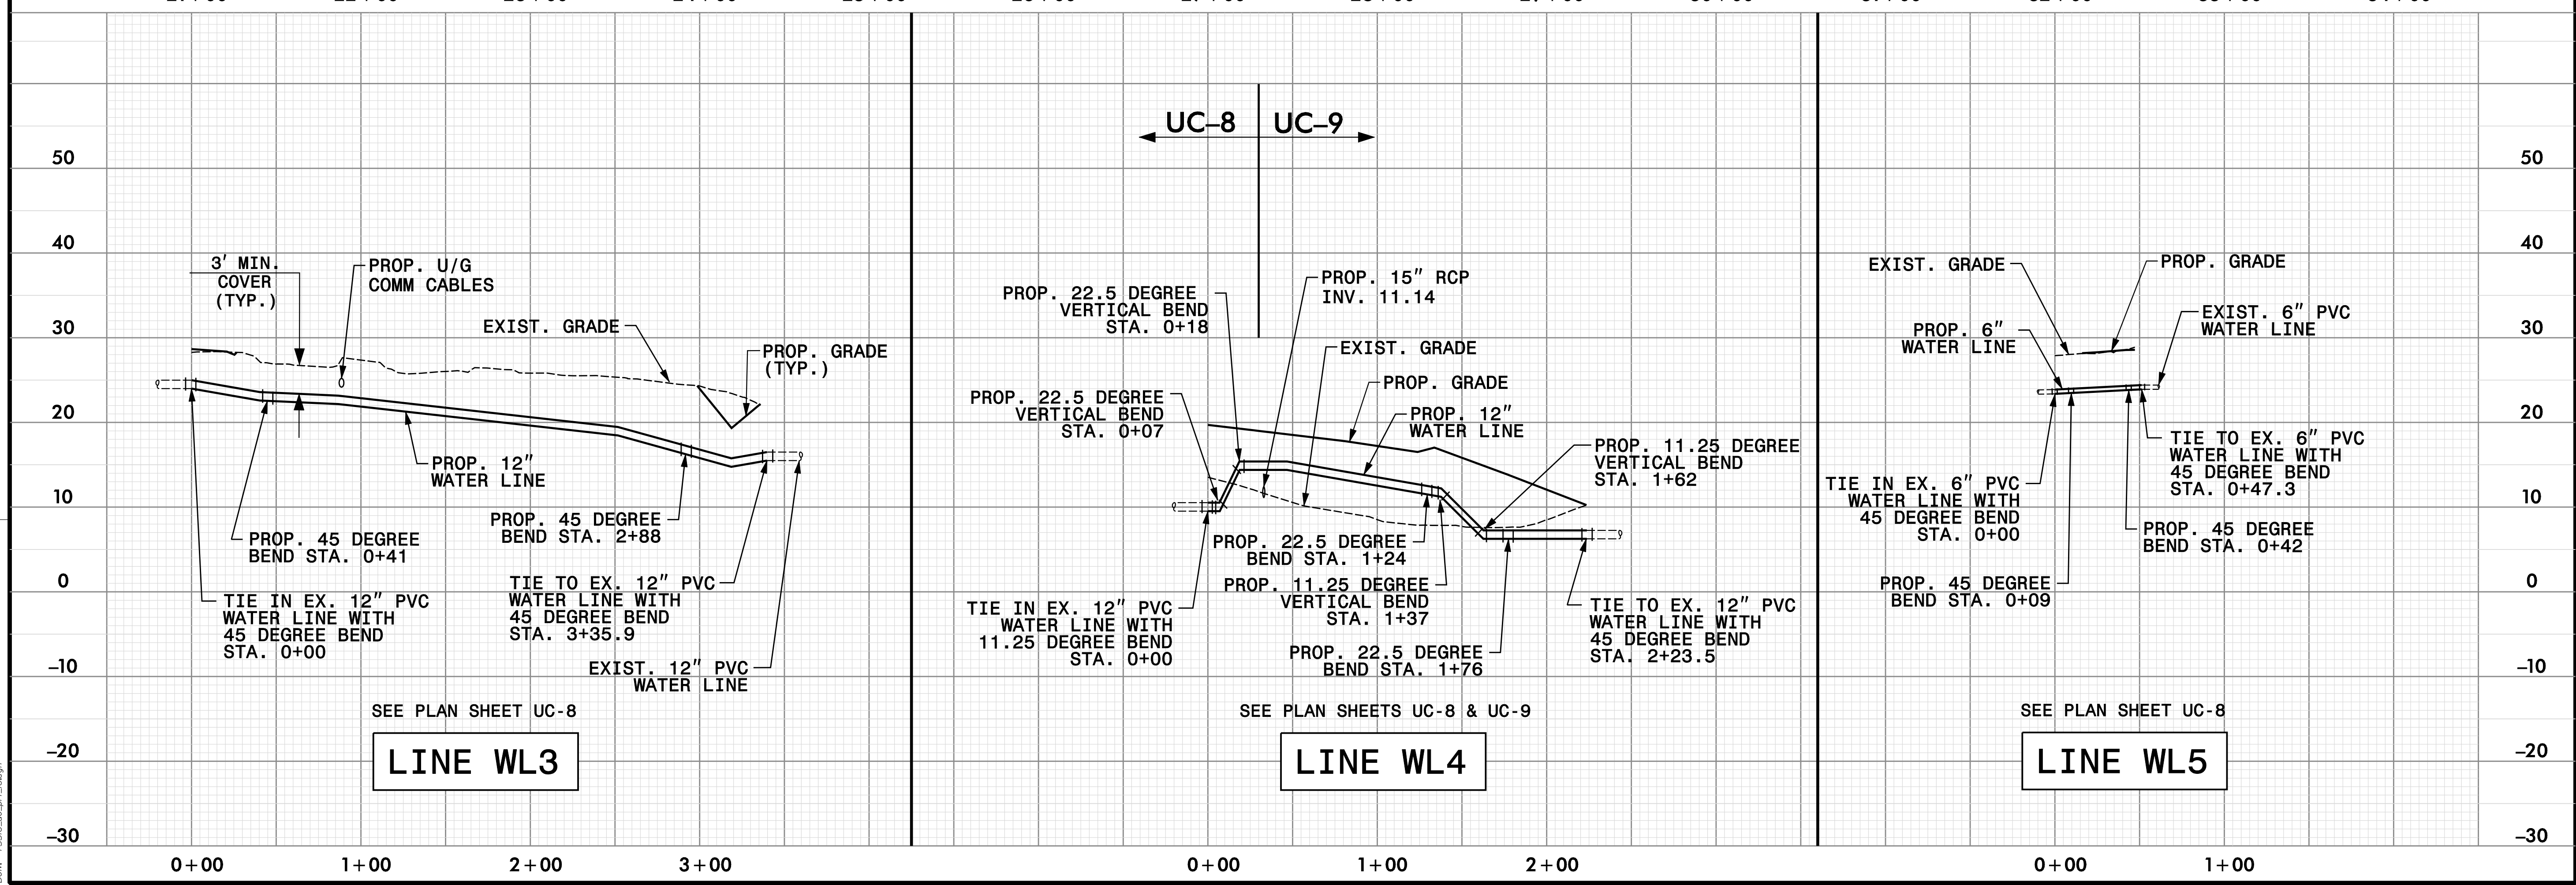 UC–8
UC–9
50
40
30
20
10
0
–10
–20
–30
3' MIN.
COVER
(TYP.)
PROP. U/G
COMM CABLES
EXIST. GRADE
PROP. GRADE
(TYP.)
PROP. 12"
WATER LINE
PROP. 45 DEGREE
BEND STA. 0+41
PROP. 45 DEGREE
BEND STA. 2+88
TIE IN EX. 12" PVC
WATER LINE WITH
45 DEGREE BEND
STA. 0+00
TIE TO EX. 12" PVC
WATER LINE WITH
45 DEGREE BEND
STA. 3+35.9
EXIST. 12" PVC
WATER LINE
SEE PLAN SHEET UC-8
LINE WL3
0+00
1+00
2+00
3+00
PROP. 22.5 DEGREE
VERTICAL BEND
STA. 0+18
PROP. 15" RCP
INV. 11.14
EXIST. GRADE
PROP. GRADE
PROP. 22.5 DEGREE
VERTICAL BEND
STA. 0+07
PROP. 12"
WATER LINE
PROP. 11.25 DEGREE
VERTICAL BEND
STA. 1+62
PROP. 22.5 DEGREE
BEND STA. 1+24
PROP. 11.25 DEGREE
VERTICAL BEND
STA. 1+37
TIE IN EX. 12" PVC
WATER LINE WITH
11.25 DEGREE BEND
STA. 0+00
PROP. 22.5 DEGREE
BEND STA. 1+76
TIE TO EX. 12" PVC
WATER LINE WITH
45 DEGREE BEND
STA. 2+23.5
SEE PLAN SHEETS UC-8 & UC-9
LINE WL4
0+00
1+00
2+00
EXIST. GRADE
PROP. GRADE
PROP. 6"
WATER LINE
EXIST. 6" PVC
WATER LINE
TIE IN EX. 6" PVC
WATER LINE WITH
45 DEGREE BEND
STA. 0+00
TIE TO EX. 6" PVC
WATER LINE WITH
45 DEGREE BEND
STA. 0+47.3
PROP. 45 DEGREE
BEND STA. 0+42
PROP. 45 DEGREE
BEND STA. 0+09
SEE PLAN SHEET UC-8
LINE WL5
0+00
1+00
50
40
30
20
10
0
–10
–20
–30